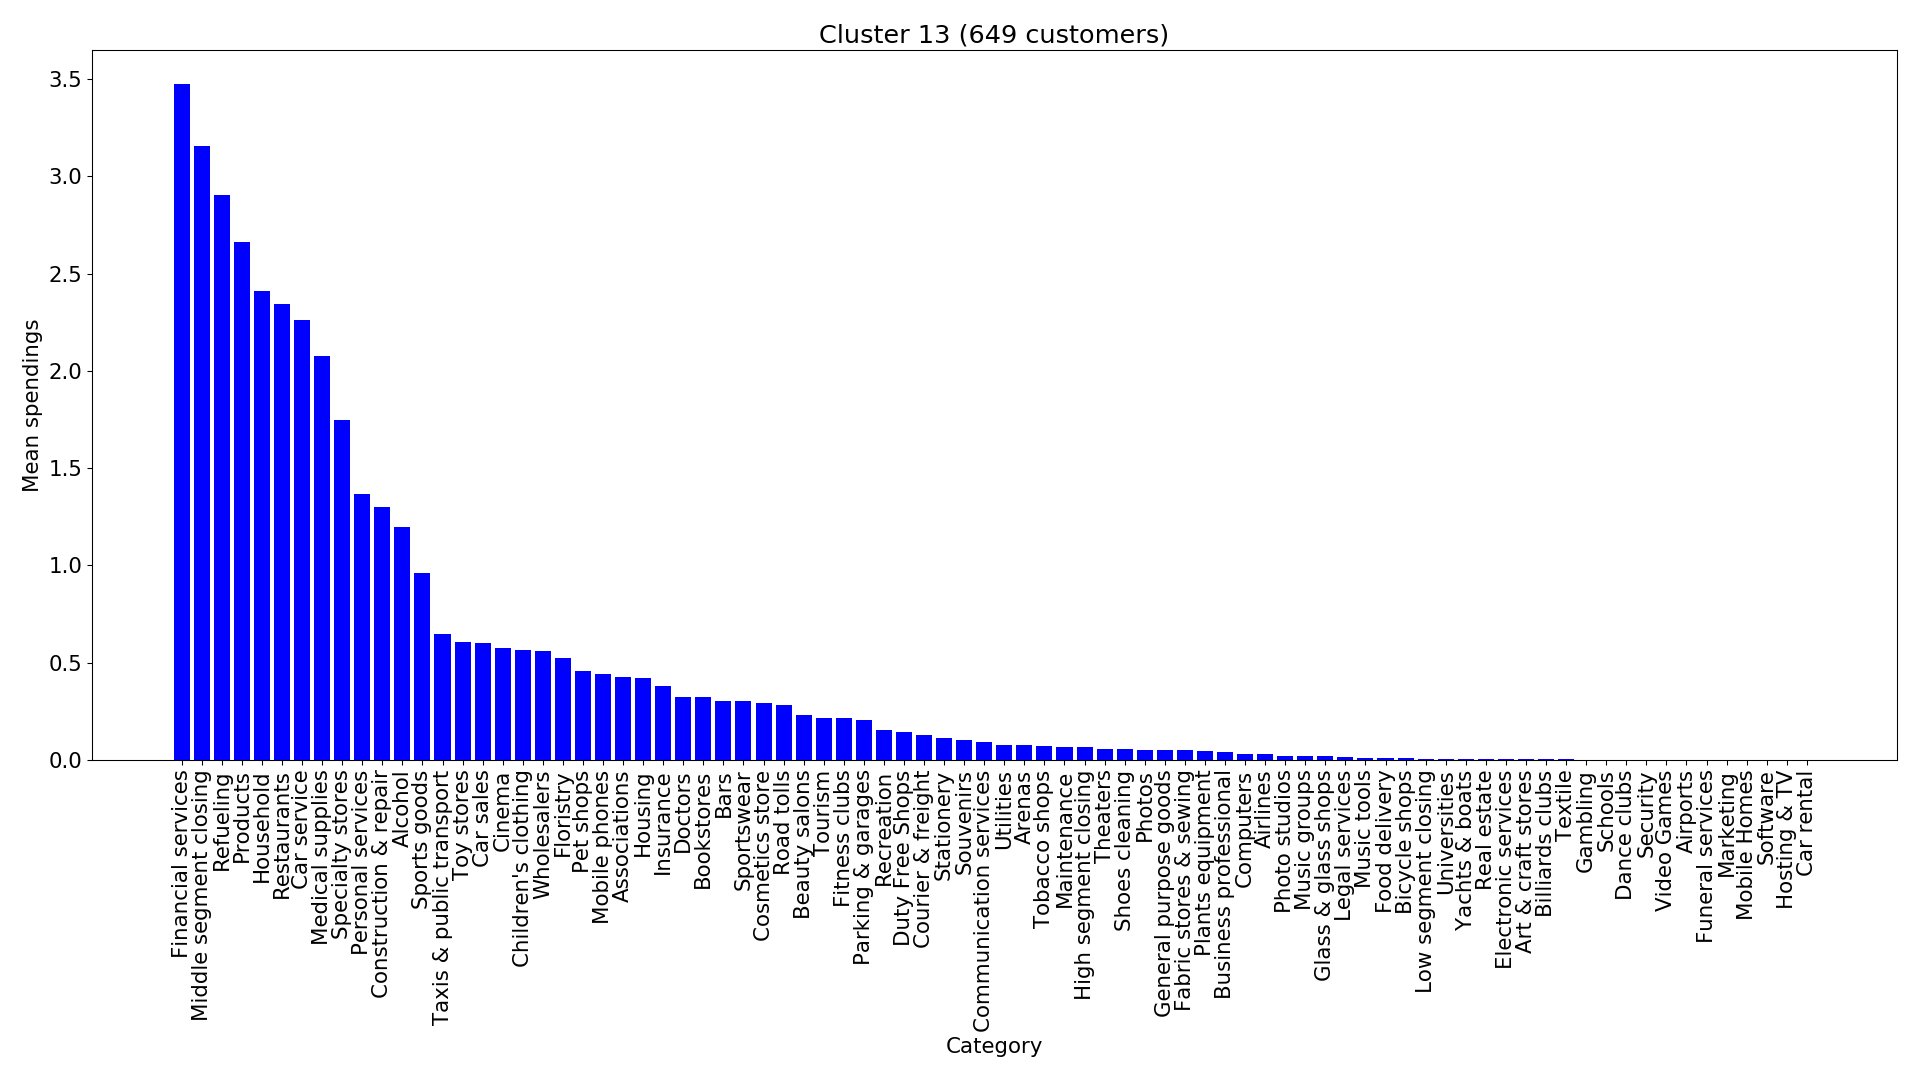 Cluster 13 (649 customers)
3.5
3.0
2.5
2.0
1.5
1.0
0.5
0.0
Mean spendings
Financial services
Middle segment closing
Refueling
Products
Household
Restaurants
Car service
Medical supplies
Specialty stores
Personal services
Construction & repair
Alcohol
Sports goods
Taxis & public transport
Toy stores
Car sales
Cinema
Children's clothing
Wholesalers
Floristry
Pet shops
Mobile phones
Associations
Housing
Insurance
Doctors
Bookstores
Bars
Sportswear
Cosmetics store
Road tolls
Beauty salons
Tourism
Fitness clubs
Parking & garages
Recreation
Duty Free Shops
Courier & freight
Stationery
Souvenirs
Communication services
Utilities
Arenas
Tobacco shops
Maintenance
High segment closing
Theaters
Shoes cleaning
Photos
General purpose goods
Fabric stores & sewing
Plants equipment
Business professional
Computers
Airlines
Photo studios
Music groups
Glass & glass shops
Legal services
Music tools
Food delivery
Bicycle shops
Low segment closing
Universities
Yachts & boats
Real estate
Electronic services
Art & craft stores
Billiards clubs
Textile
Gambling
Schools
Dance clubs
Security
Video Games
Airports
Funeral services
Marketing
Mobile Homes
Software
Hosting & TV
Car rental
Category